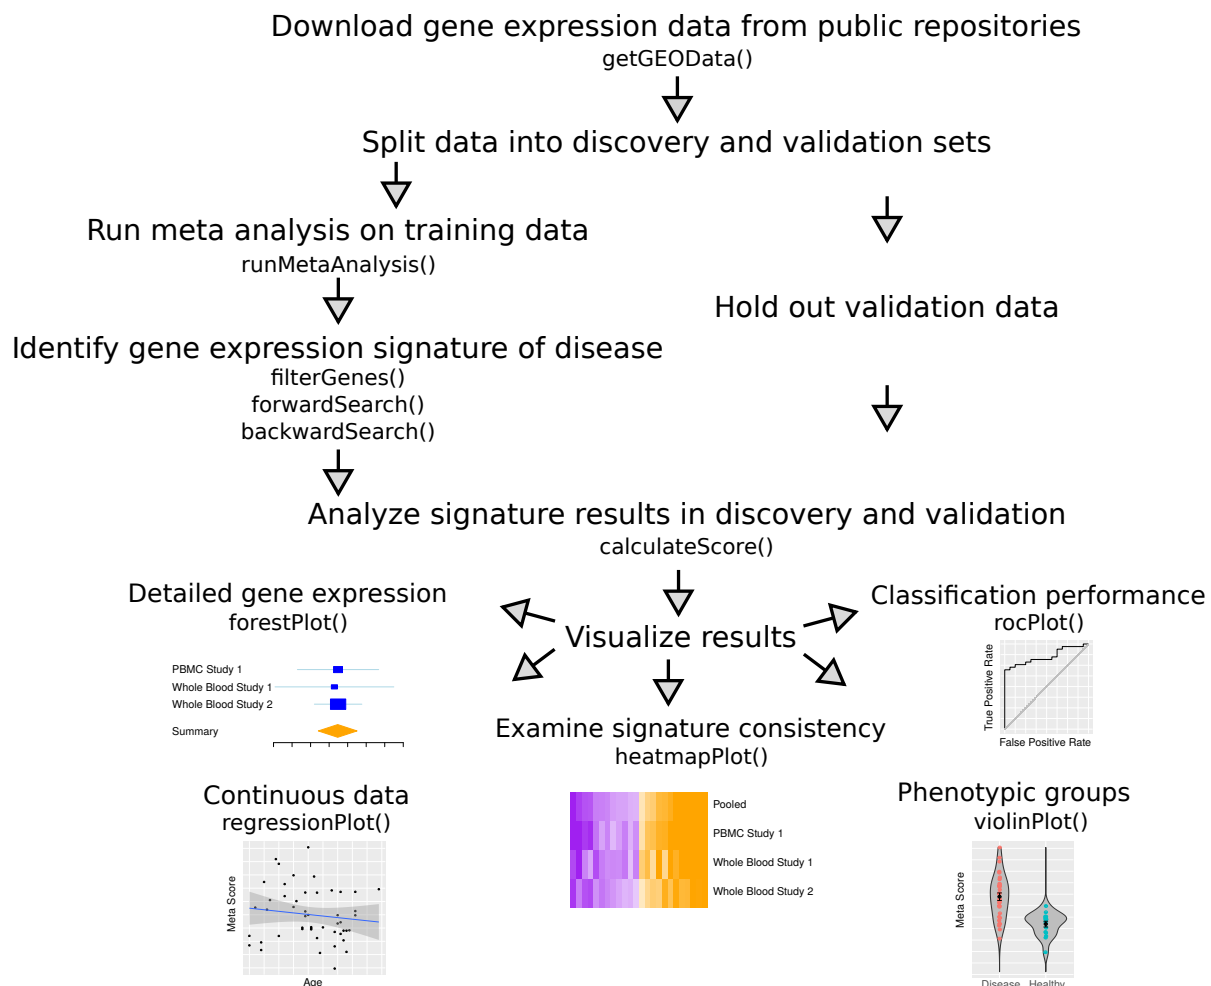 Download gene expression data from public repositories
getGEOData()
Split data into discovery and validation sets
Run meta analysis on training data
runMetaAnalysis()
Hold out validation data
Identify gene expression signature of disease
filterGenes()
forwardSearch()
backwardSearch()
Analyze signature results in discovery and validation
calculateScore()
Visualize results
Detailed gene expression
forestPlot()
PBMC Study 1
Whole Blood Study 1
Whole Blood Study 2
Summary
Classification performance
rocPlot()
True Positive Rate
False Positive Rate
Examine signature consistency
heatmapPlot()
Pooled
PBMC Study 1
Whole Blood Study 1
Whole Blood Study 2
Continuous data
regressionPlot()
Meta Score
Age
Phenotypic groups
violinPlot()
Meta Score
Disease Healthy